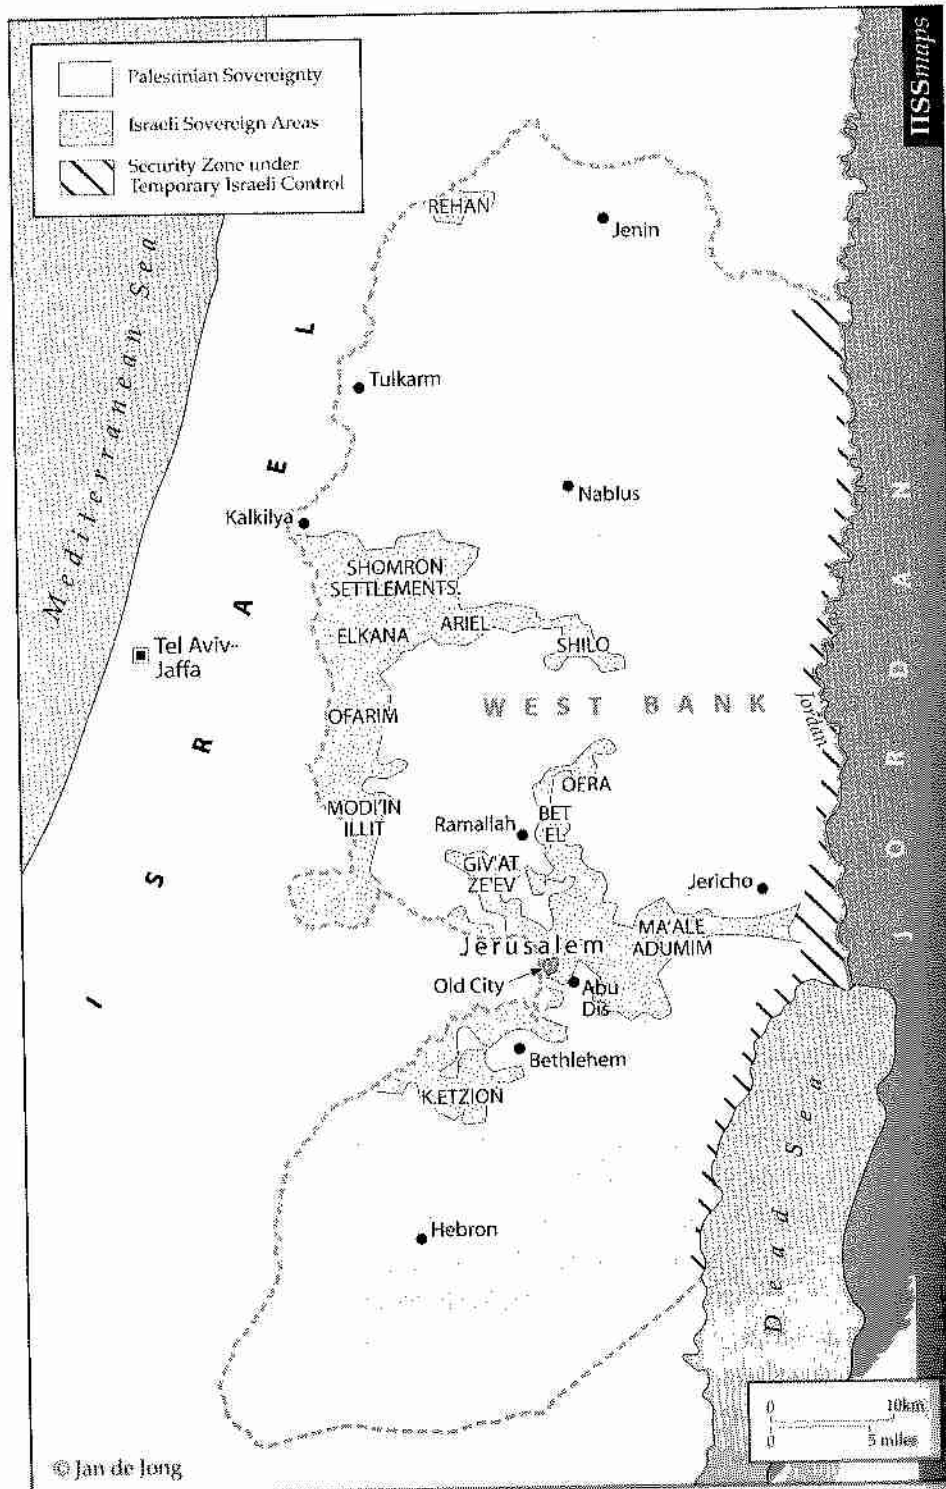 IISSmaps
Palestinian Sovereignty
Israeli Sovereign Areas
Security Zone under
Temporary Israeli Control
Mediterranean Sea
ISRAEL
JORDAN
REHAN
Jenin
Tulkarm
Nablus
Kalkilya
SHOMRON
SETTLEMENTS
ELKANA
ARIEL
SHILO
Tel Aviv-
Jaffa
OFARIM
WEST BANK
Jordan
MODI'IN
ILLIT
OFRA
BET
EL
Ramallah
GIV'AT
ZE'EV
Jericho
MA'ALE
ADUMIM
Jerusalem
Old City
Abu
Dis
Bethlehem
K.ETZION
Hebron
Dead Sea
0 10km
0 5 miles
© Jan de Jong